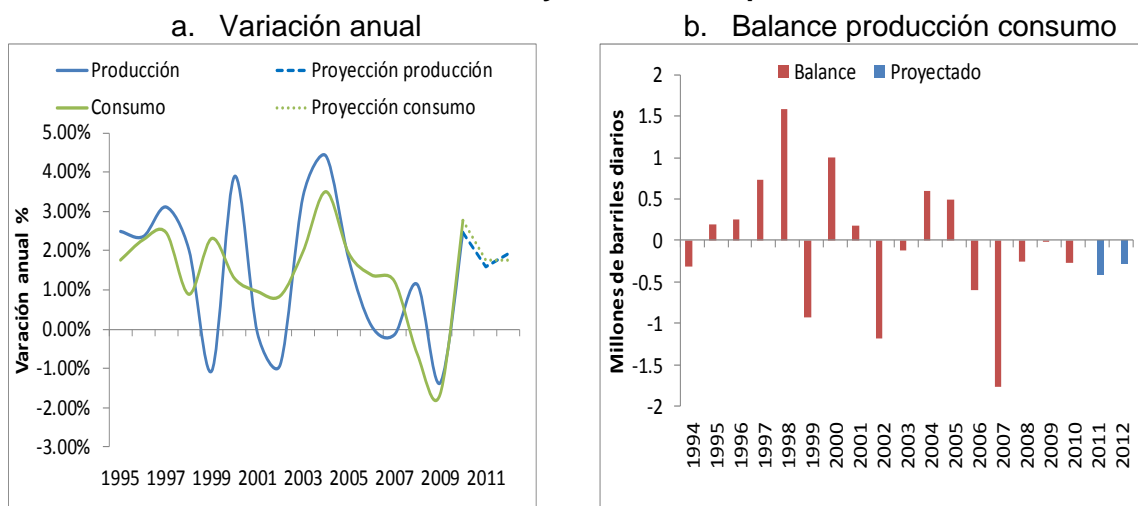 a. Variación anual
Producción
Proyección producción
Consumo
Proyección consumo
5.00%
4.00%
3.00%
2.00%
1.00%
0.00%
-1.00%
-2.00%
-3.00%
Varación anual %
1995 1997 1999 2001 2003 2005 2007 2009 2011
b. Balance producción consumo
Balance
Proyectado
2
1.5
1
0.5
0
-0.5
-1
-1.5
-2
Millones de barriles diarios
1994 1995 1996 1997 1998 1999 2000 2001 2002 2003 2004 2005 2006 2007 2008 2009 2010 2011 2012